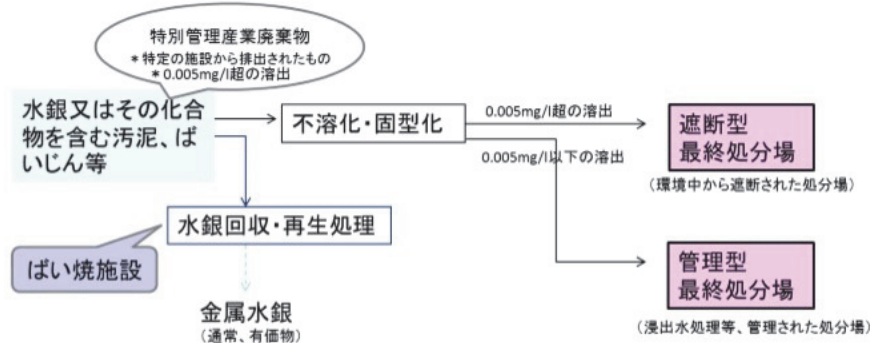 特別管理産業廃棄物
＊特定の施設から排出されたもの
＊0.005mg/l超の溶出
水銀又はその化合
物を含む汚泥、ば
いじん等
不溶化・固型化
0.005mg/l超の溶出
0.005mg/l以下の溶出
遮断型
最終処分場
（環境中から遮断された処分場）
水銀回収・再生処理
ばい焼施設
管理型
最終処分場
（浸出水処理等、管理された処分場）
金属水銀
（通常、有価物）